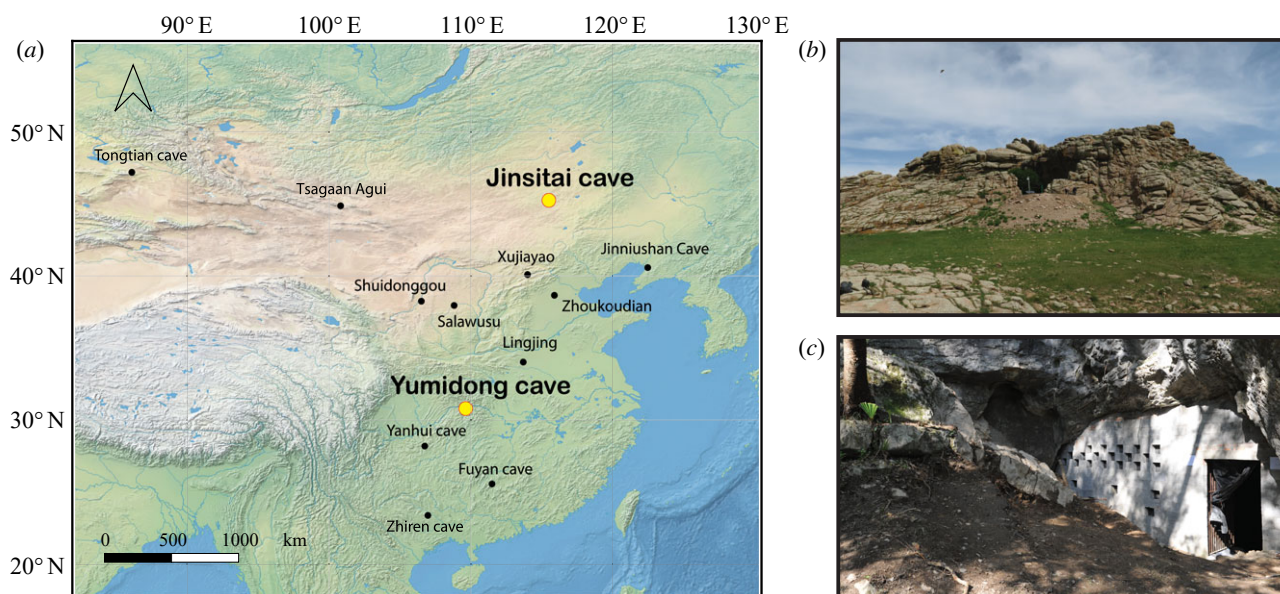 90° E 100° E 110° E 120° E 130° E
(a)
(b)
50° N
Tongtian cave
Tsagaan Agui
Jinsitai cave
Xujiayao
Jinniushan Cave
40° N
Shuidonggou
Zhoukoudian
Salawusu
Lingjing
(c)
Yumidong cave
30° N
Yanhui cave
Fuyan cave
Zhiren cave
0 500 1000 km
20° N